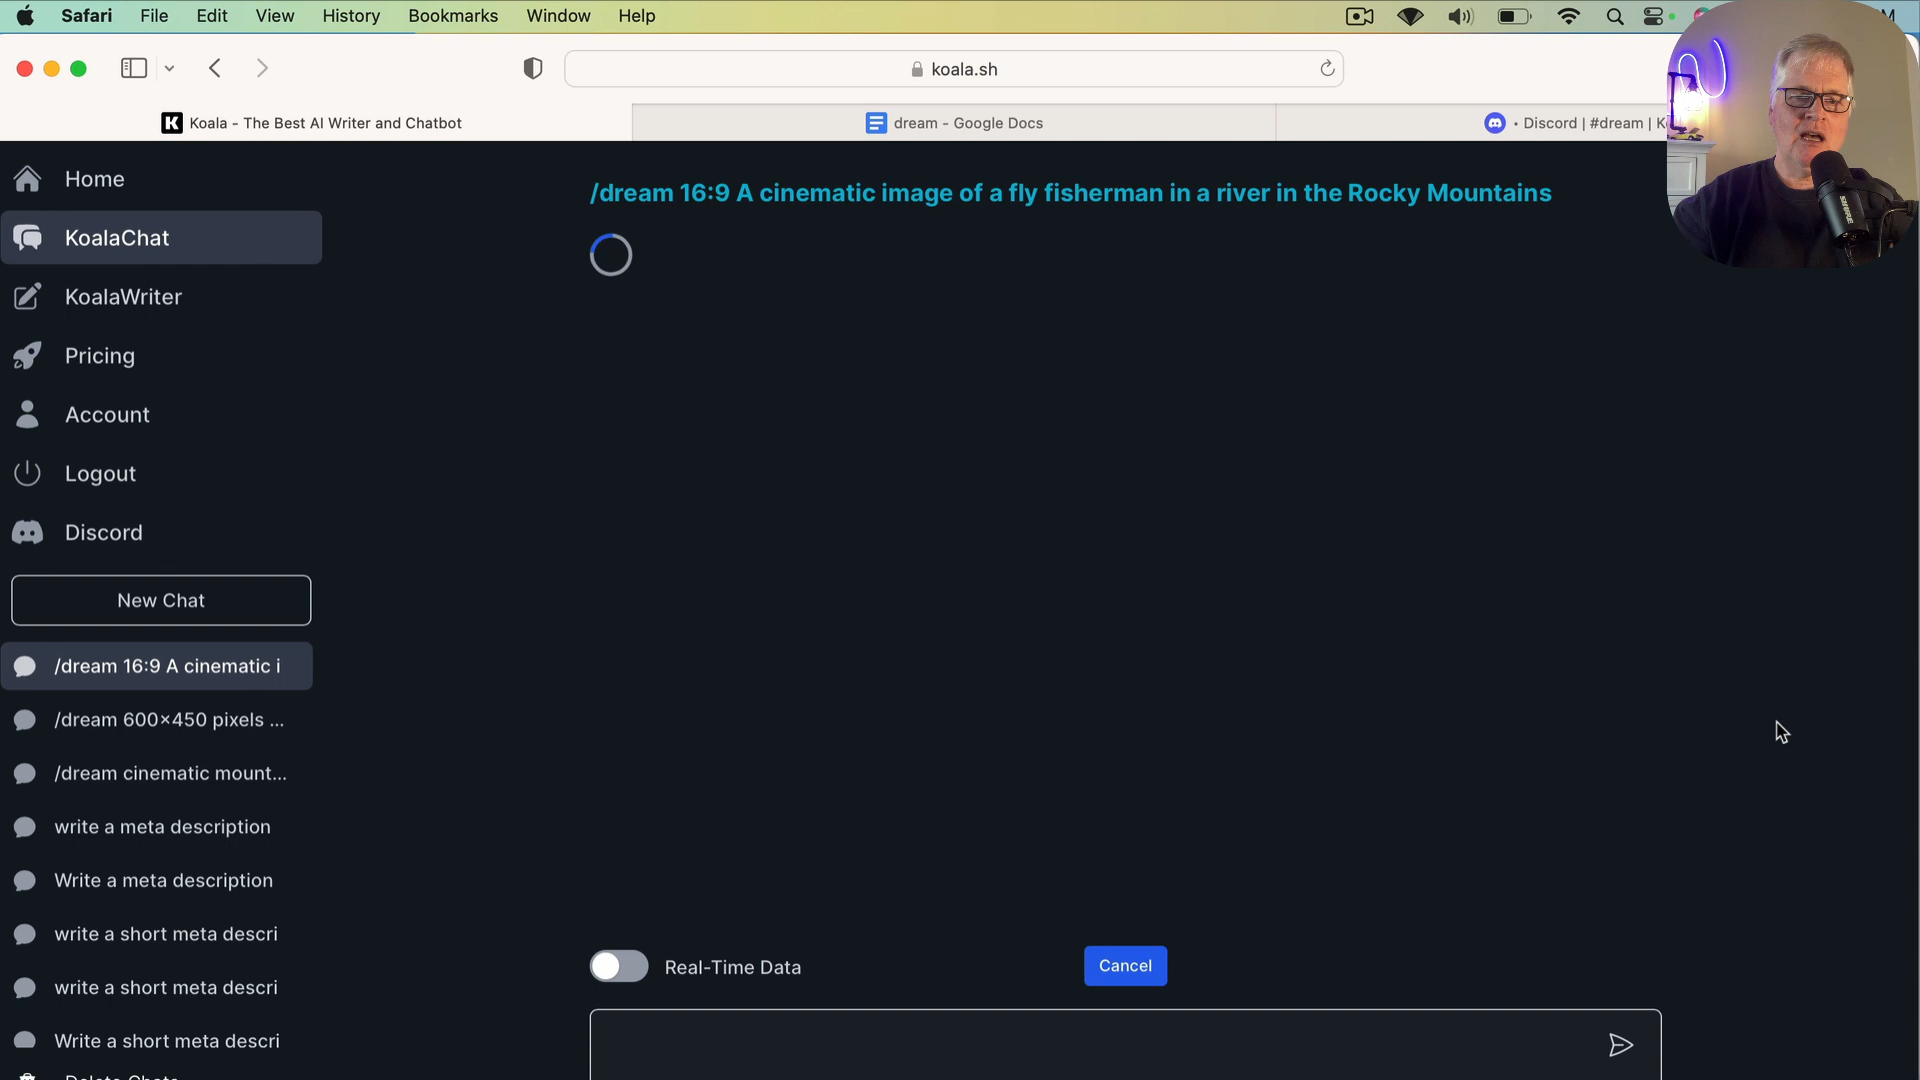 Safari File Edit View History Bookmarks Window Help
koala.sh
K Koala - The Best AI Writer and Chatbot
dream - Google Docs
• Discord | #dream | K
Home
KoalaChat
KoalaWriter
Pricing
Account
Logout
Discord
New Chat
/dream 16:9 A cinematic i
/dream 600x450 pixels ...
/dream cinematic mount...
write a meta description
Write a meta description
write a short meta descri
write a short meta descri
Write a short meta descri
/dream 16:9 A cinematic image of a fly fisherman in a river in the Rocky Mountains
Real-Time Data
Cancel
SHURE